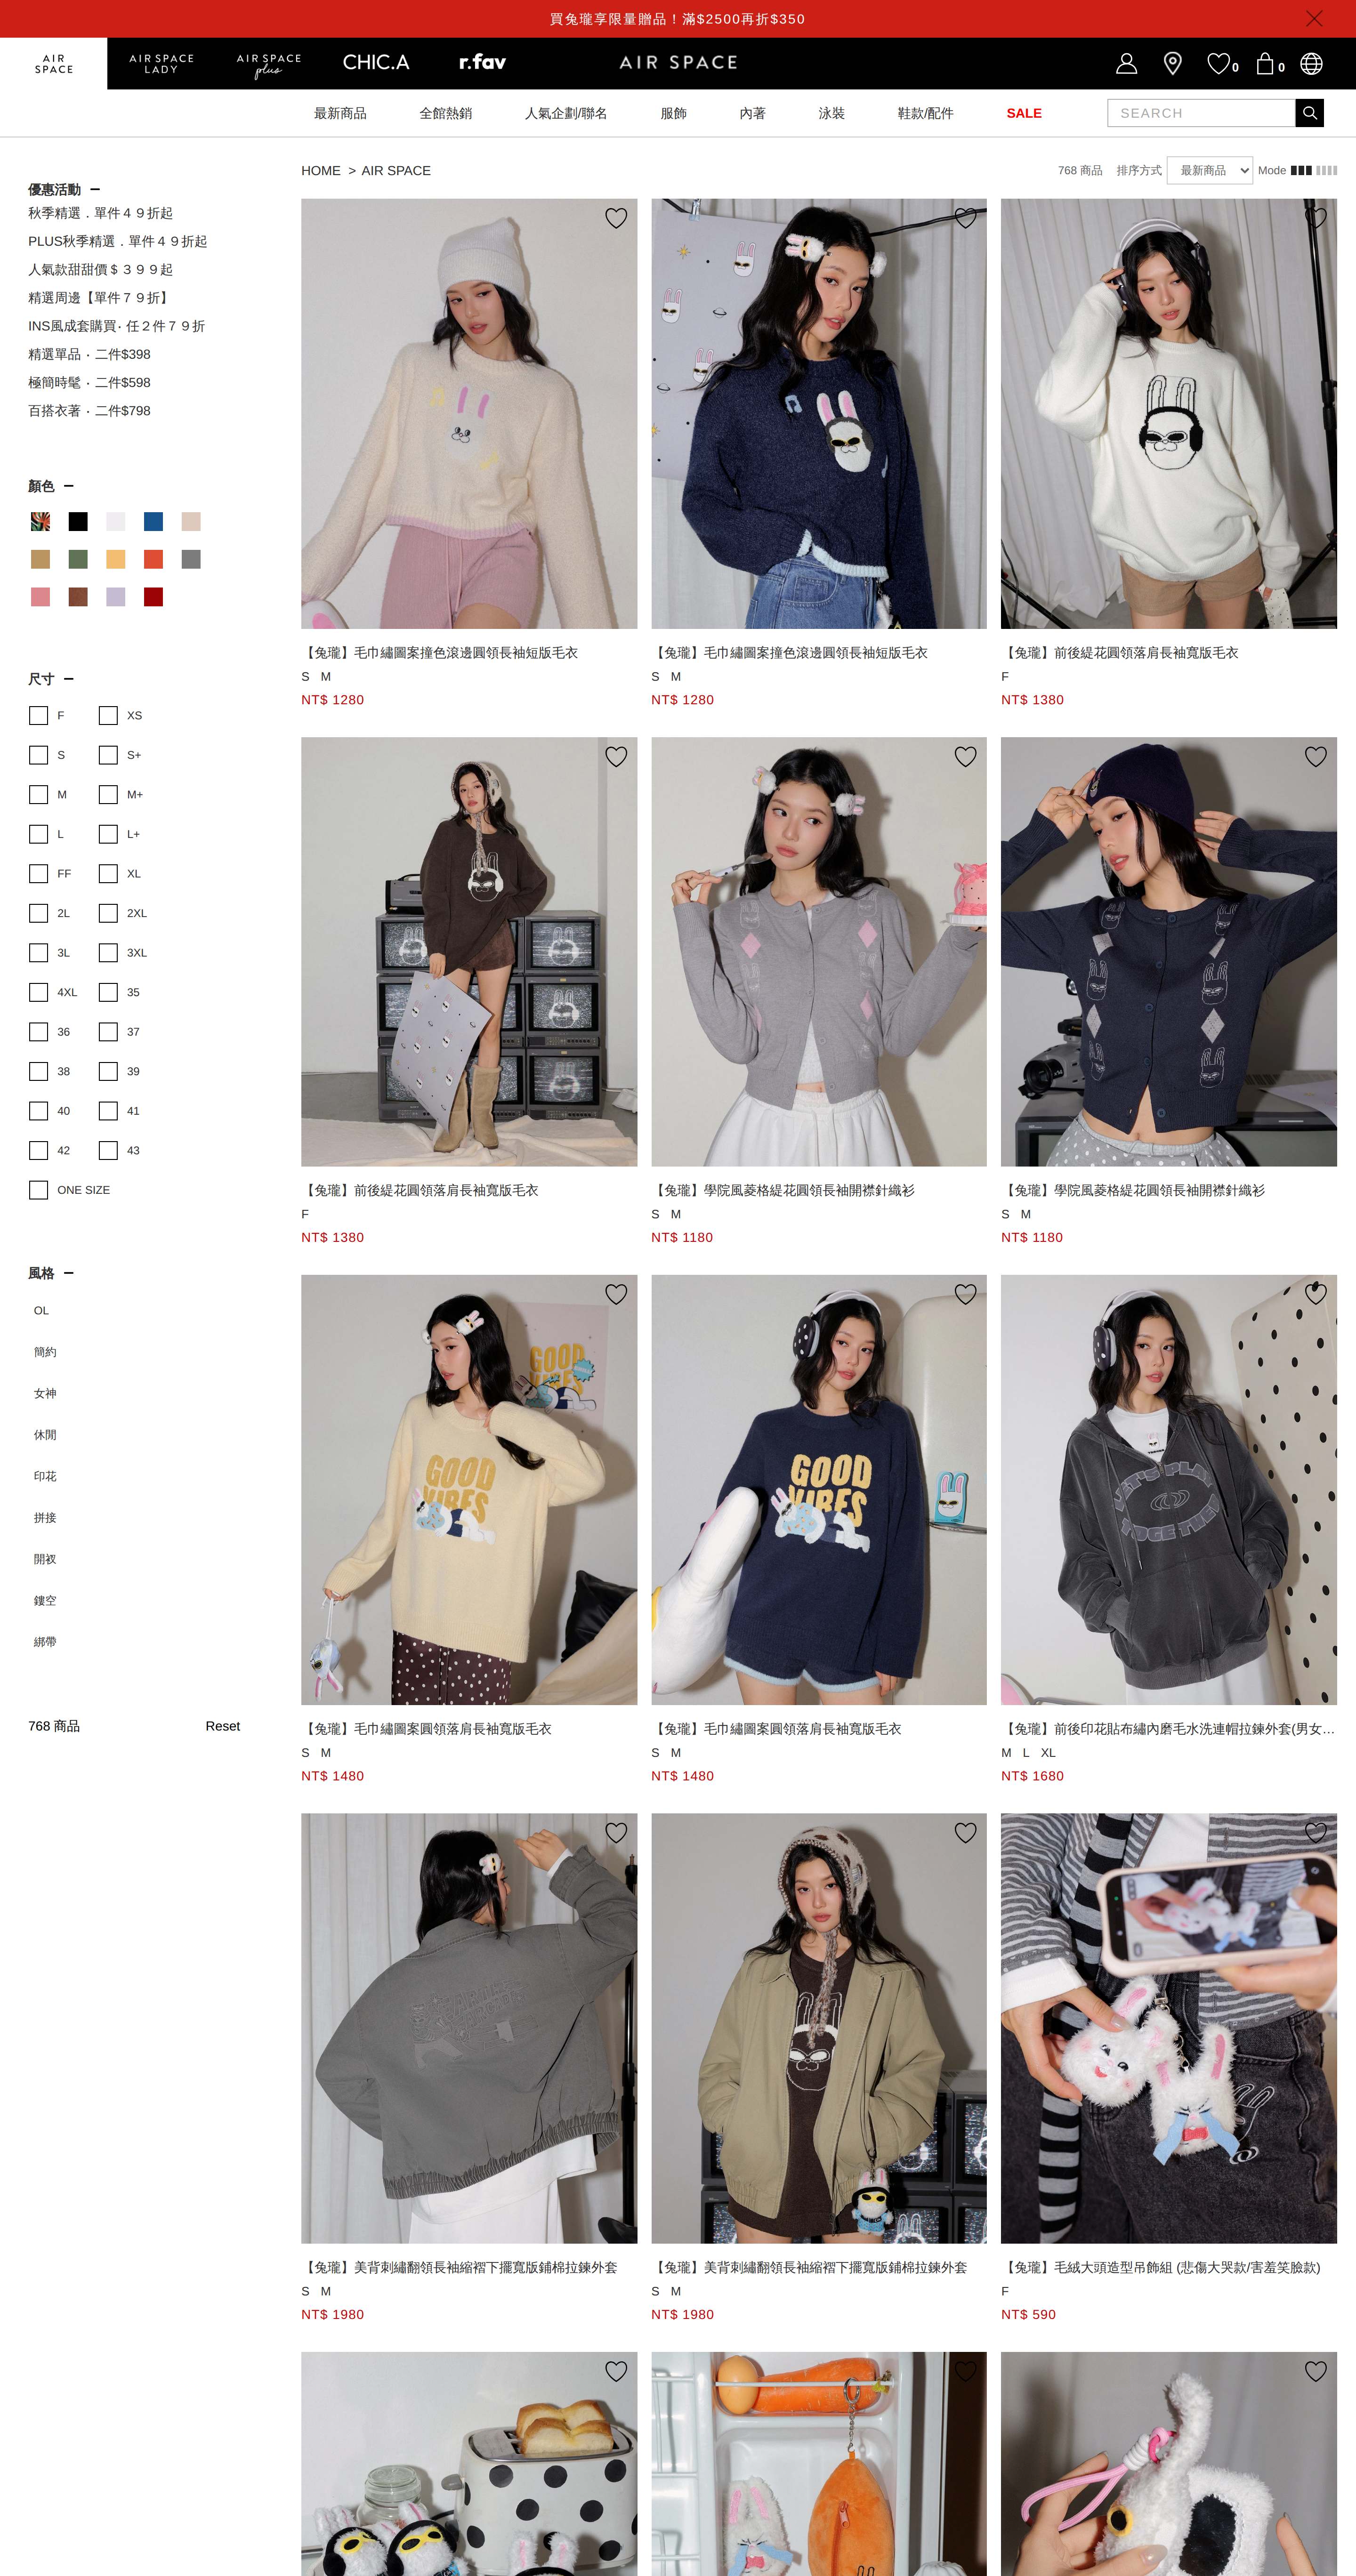 買兔瓏享限量贈品！滿$2500再折$350
AIR SPACE
AIR SPACE LADY
AIR SPACE plus
CHIC.A
r.fav
AIR SPACE
0
0
最新商品 全館熱銷 人氣企劃/聯名 服飾 內著 泳裝 鞋款/配件 SALE
SEARCH
HOME > AIR SPACE
768 商品 排序方式 最新商品 Mode
優惠活動
秋季精選．單件４９折起
PLUS秋季精選．單件４９折起
人氣款甜甜價＄３９９起
精選周邊【單件７９折】
INS風成套購買· 任２件７９折
精選單品 · 二件$398
極簡時髦 · 二件$598
百搭衣著 · 二件$798
顏色
尺寸
F XS
S S+
M M+
L L+
FF XL
2L 2XL
3L 3XL
4XL 35
36 37
38 39
40 41
42 43
ONE SIZE
風格
OL
簡約
女神
休閒
印花
拼接
開衩
鏤空
綁帶
768 商品 Reset
【兔瓏】毛巾繡圖案撞色滾邊圓領長袖短版毛衣
S M
NT$ 1280
【兔瓏】毛巾繡圖案撞色滾邊圓領長袖短版毛衣
S M
NT$ 1280
【兔瓏】前後緹花圓領落肩長袖寬版毛衣
F
NT$ 1380
【兔瓏】前後緹花圓領落肩長袖寬版毛衣
F
NT$ 1380
【兔瓏】學院風菱格緹花圓領長袖開襟針織衫
S M
NT$ 1180
【兔瓏】學院風菱格緹花圓領長袖開襟針織衫
S M
NT$ 1180
GOOD
VIBES
GOOD
VIBES
GOOD
VIBES
LET'S PLAY
TOGETHER
【兔瓏】毛巾繡圖案圓領落肩長袖寬版毛衣
S M
NT$ 1480
【兔瓏】毛巾繡圖案圓領落肩長袖寬版毛衣
S M
NT$ 1480
【兔瓏】前後印花貼布繡內磨毛水洗連帽拉鍊外套(男女…
M L XL
NT$ 1680
【兔瓏】美背刺繡翻領長袖縮褶下擺寬版鋪棉拉鍊外套
S M
NT$ 1980
【兔瓏】美背刺繡翻領長袖縮褶下擺寬版鋪棉拉鍊外套
S M
NT$ 1980
【兔瓏】毛絨大頭造型吊飾組 (悲傷大哭款/害羞笑臉款)
F
NT$ 590